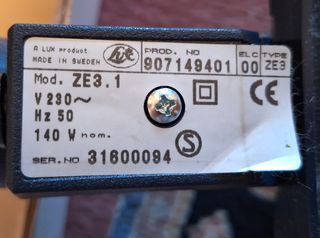 A LUX product
MADE IN SWEDEN
Lux
PROD. NO
907149401
ELC
00
TYPE
ZE3
Mod. ZE3.1
V 230~
Hz 50
140 W nom.
SER.NO 31600094
CE
S